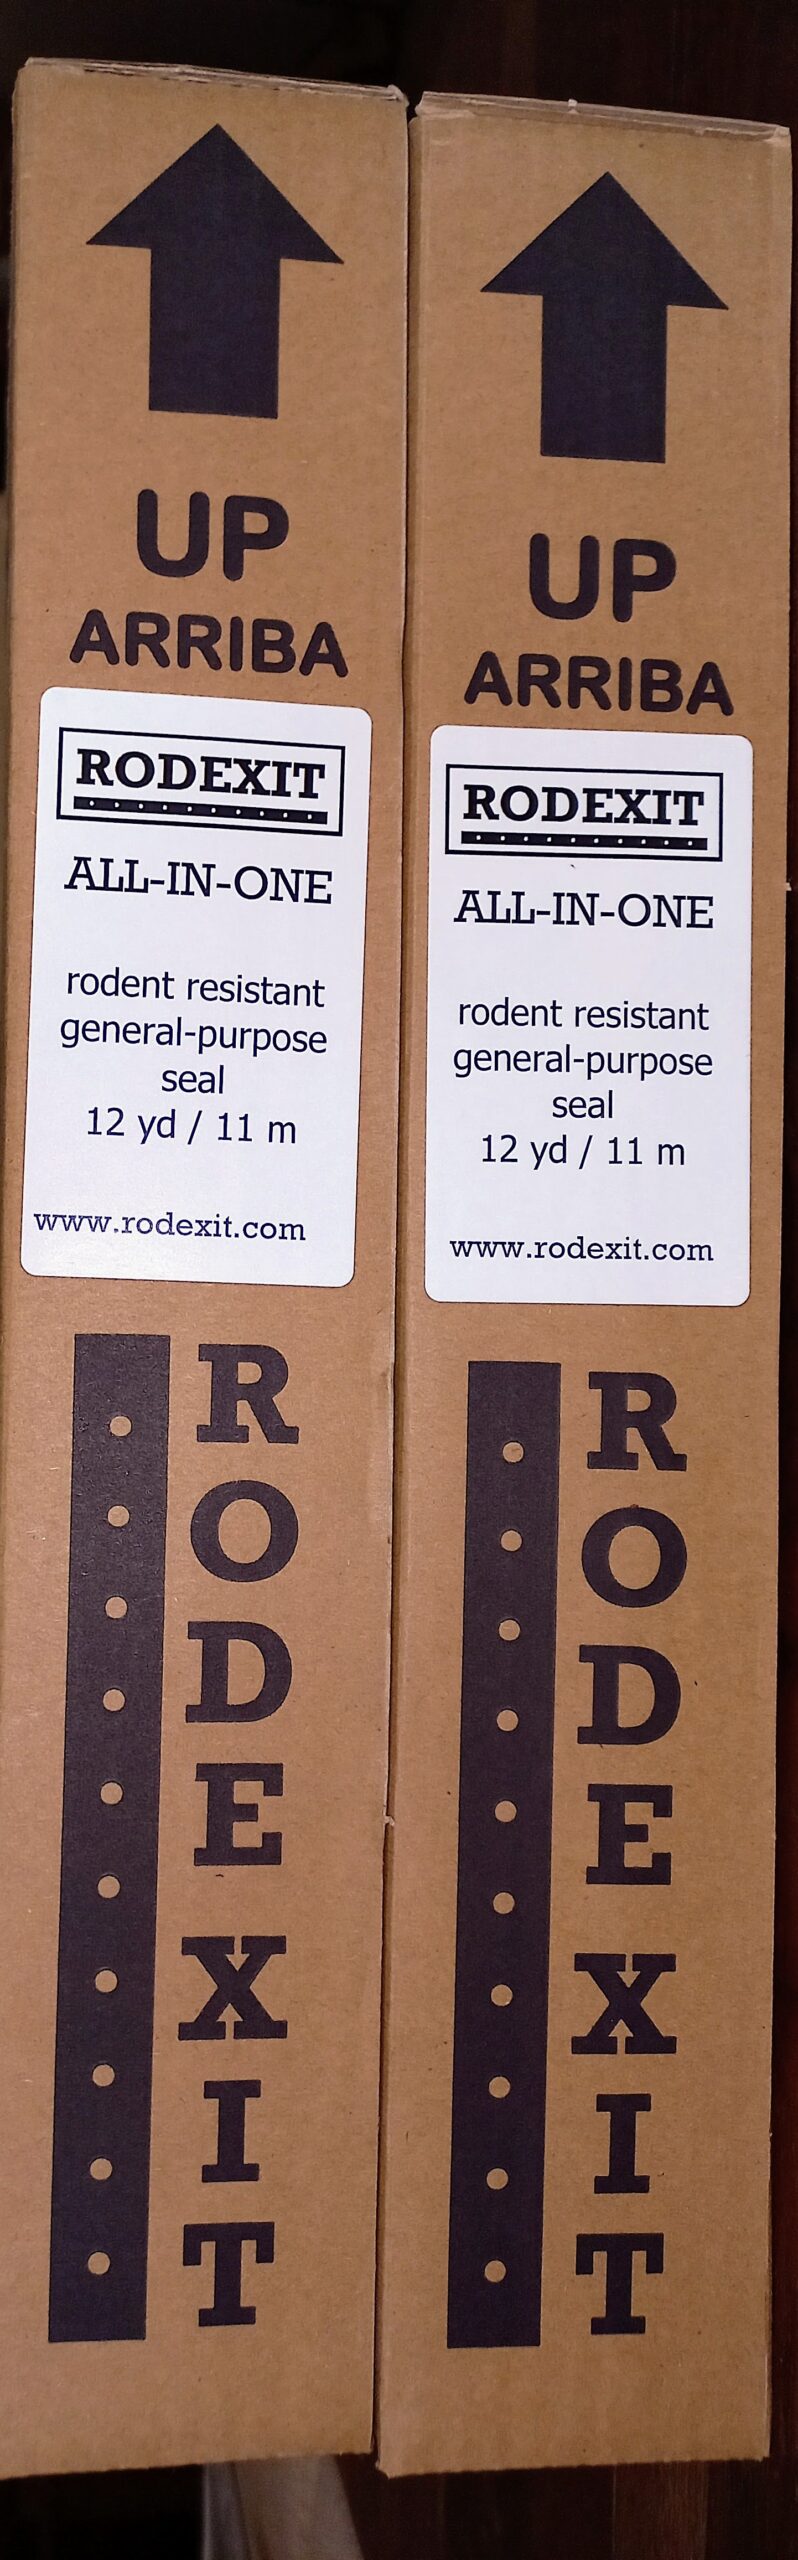 UP
ARRIBA
RODEXIT
ALL-IN-ONE
rodent resistant
general-purpose
seal
12 yd / 11 m
www.rodexit.com
RODEXIT
UP
ARRIBA
RODEXIT
ALL-IN-ONE
rodent resistant
general-purpose
seal
12 yd / 11 m
www.rodexit.com
RODEXIT